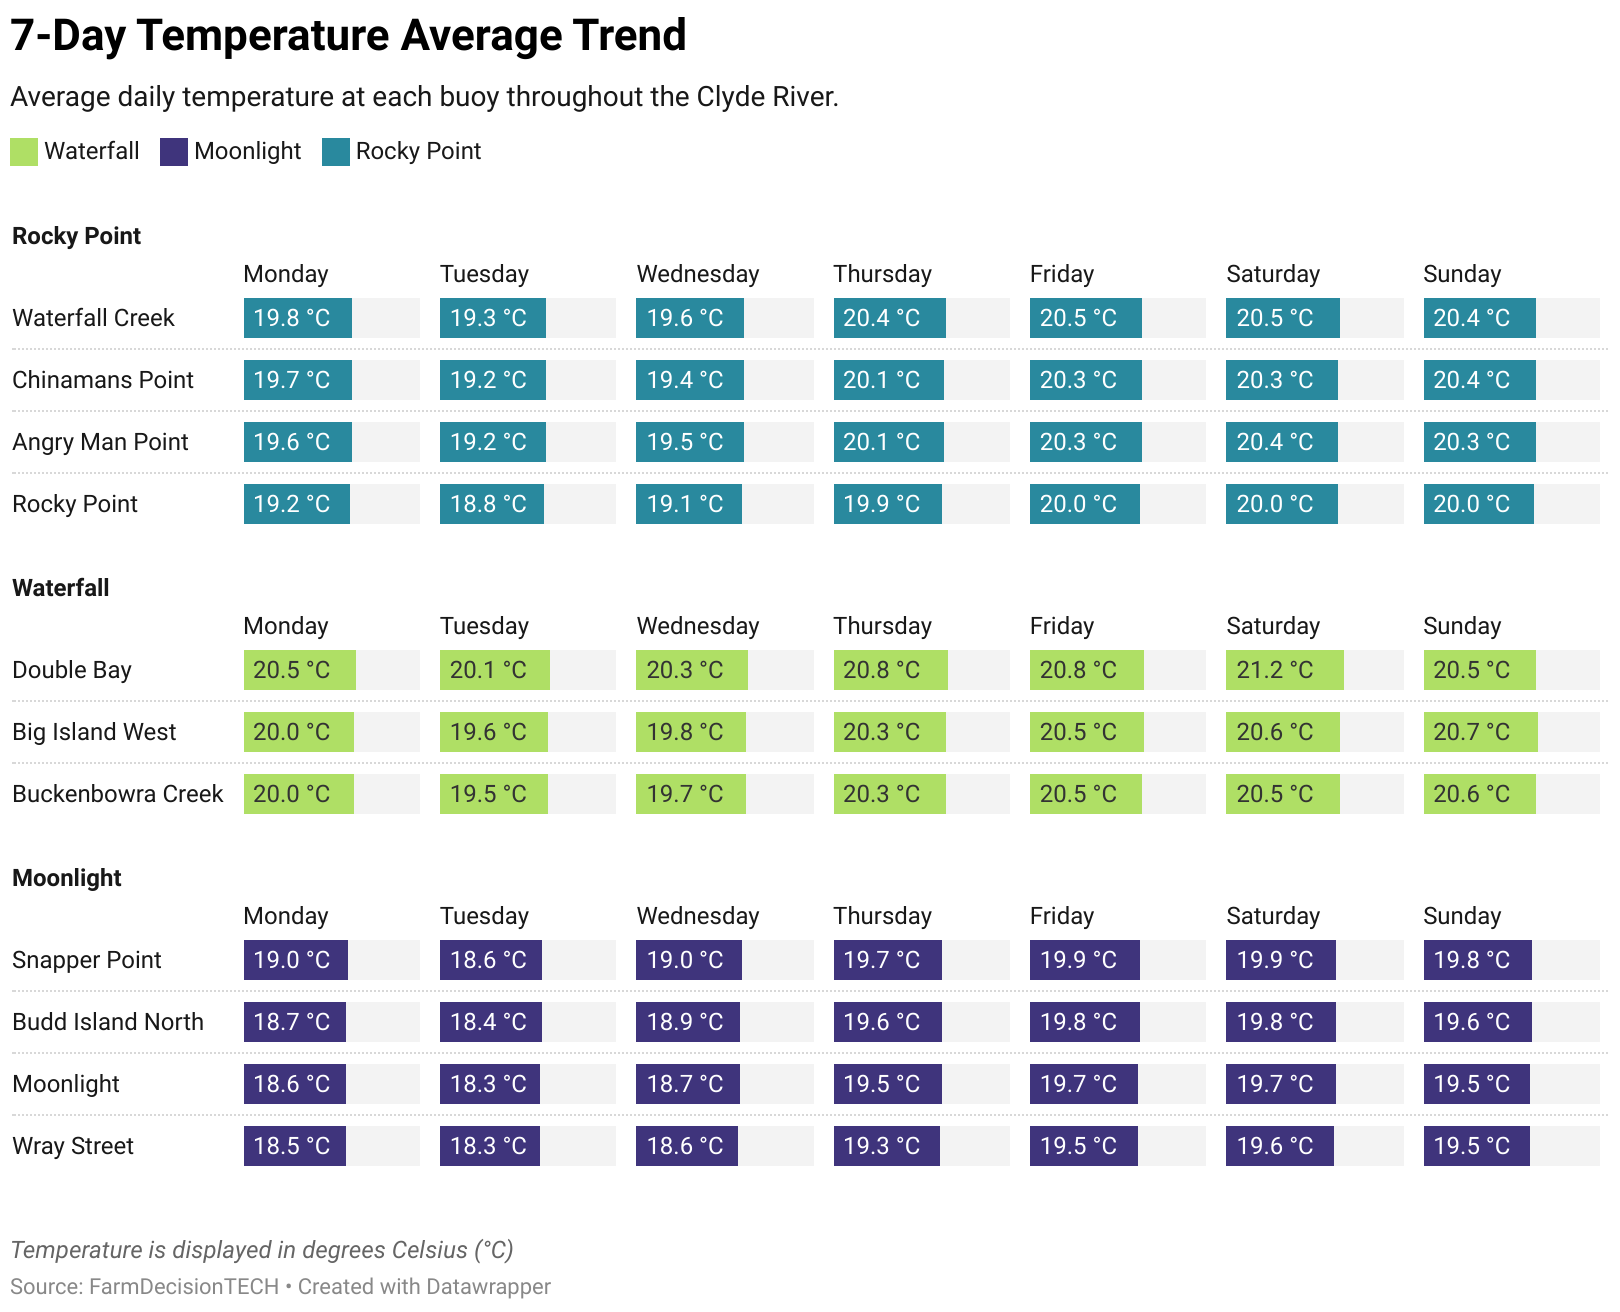 7-Day Temperature Average Trend
Average daily temperature at each buoy throughout the Clyde River.
Waterfall Moonlight Rocky Point
Rocky Point
Monday Tuesday Wednesday Thursday Friday Saturday Sunday
Waterfall Creek 19.8 °C 19.3 °C 19.6 °C 20.4 °C 20.5 °C 20.5 °C 20.4 °C
Chinamans Point 19.7 °C 19.2 °C 19.4 °C 20.1 °C 20.3 °C 20.3 °C 20.4 °C
Angry Man Point 19.6 °C 19.2 °C 19.5 °C 20.1 °C 20.3 °C 20.4 °C 20.3 °C
Rocky Point 19.2 °C 18.8 °C 19.1 °C 19.9 °C 20.0 °C 20.0 °C 20.0 °C
Waterfall
Monday Tuesday Wednesday Thursday Friday Saturday Sunday
Double Bay 20.5 °C 20.1 °C 20.3 °C 20.8 °C 20.8 °C 21.2 °C 20.5 °C
Big Island West 20.0 °C 19.6 °C 19.8 °C 20.3 °C 20.5 °C 20.6 °C 20.7 °C
Buckenbowra Creek 20.0 °C 19.5 °C 19.7 °C 20.3 °C 20.5 °C 20.5 °C 20.6 °C
Moonlight
Monday Tuesday Wednesday Thursday Friday Saturday Sunday
Snapper Point 19.0 °C 18.6 °C 19.0 °C 19.7 °C 19.9 °C 19.9 °C 19.8 °C
Budd Island North 18.7 °C 18.4 °C 18.9 °C 19.6 °C 19.8 °C 19.8 °C 19.6 °C
Moonlight 18.6 °C 18.3 °C 18.7 °C 19.5 °C 19.7 °C 19.7 °C 19.5 °C
Wray Street 18.5 °C 18.3 °C 18.6 °C 19.3 °C 19.5 °C 19.6 °C 19.5 °C
Temperature is displayed in degrees Celsius (°C)
Source: FarmDecisionTECH • Created with Datawrapper